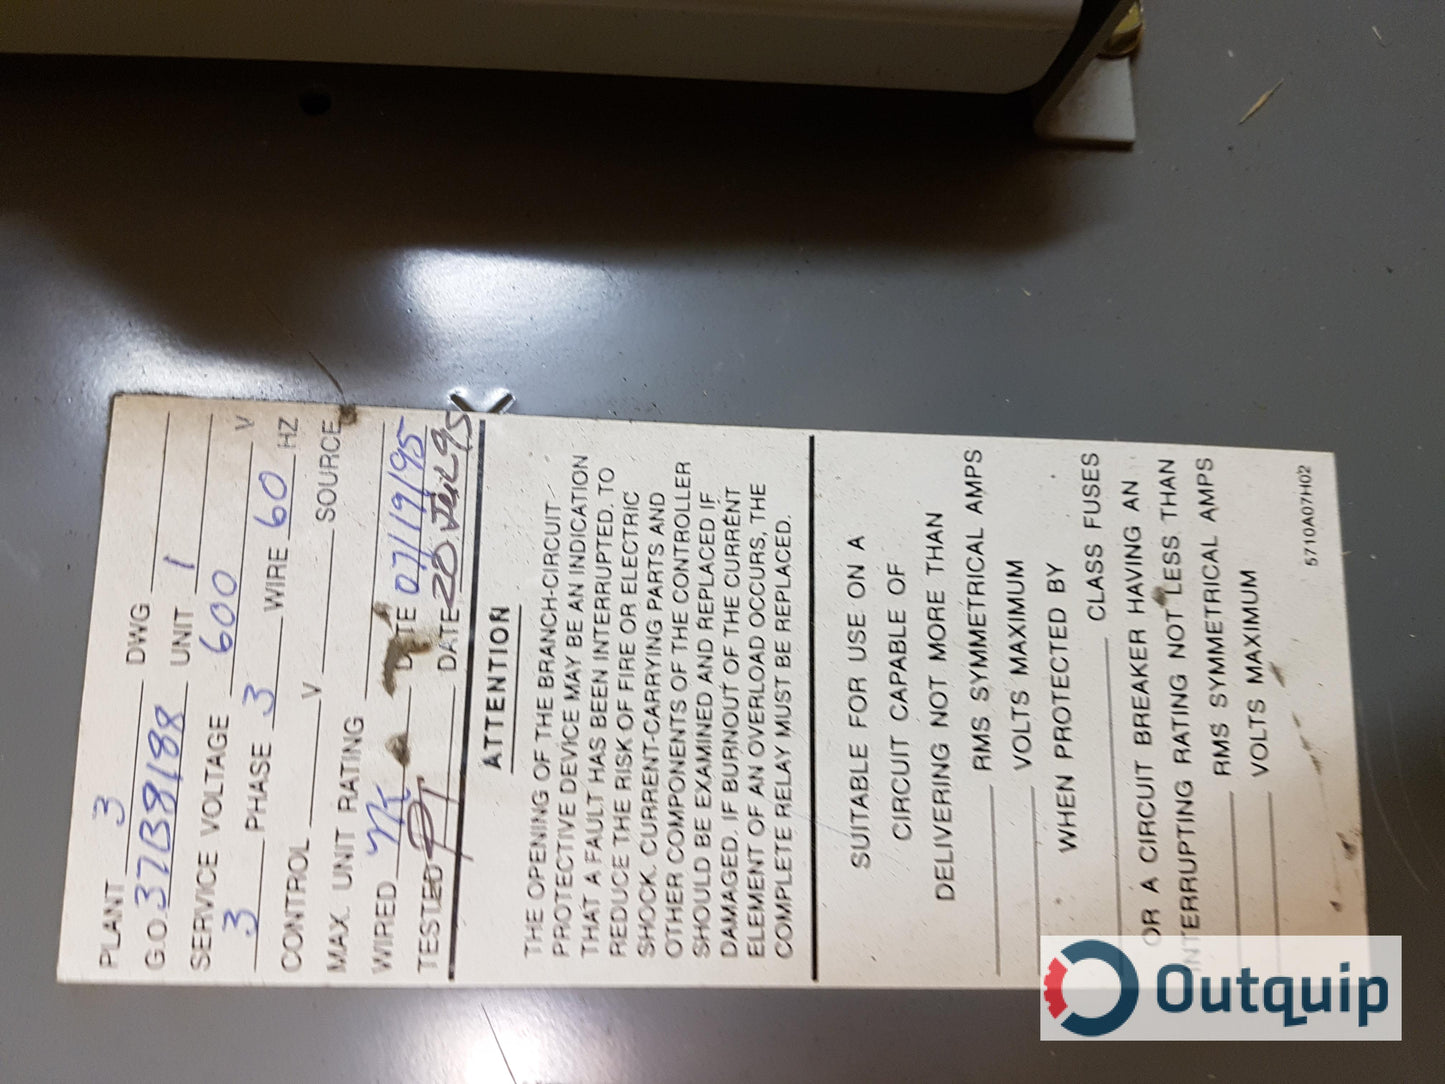 PLANT 3 DWG
G.O. 37B8188 UNIT 1
SERVICE VOLTAGE 600 V
3 PHASE 3 WIRE 60 HZ
CONTROL V SOURCE
MAX. UNIT RATING
WIRED DATE 07/19/95
TESTED DATE 20 JUL 95
ATTENTION
THE OPENING OF THE BRANCH-CIRCUIT
PROTECTIVE DEVICE MAY BE AN INDICATION
THAT A FAULT HAS BEEN INTERRUPTED. TO
REDUCE THE RISK OF FIRE OR ELECTRIC
SHOCK, CURRENT-CARRYING PARTS AND
OTHER COMPONENTS OF THE CONTROLLER
SHOULD BE EXAMINED AND REPLACED IF
DAMAGED. IF BURNOUT OF THE CURRENT
ELEMENT OF AN OVERLOAD OCCURS, THE
COMPLETE RELAY MUST BE REPLACED.
SUITABLE FOR USE ON A
CIRCUIT CAPABLE OF
DELIVERING NOT MORE THAN
RMS SYMMETRICAL AMPS
VOLTS MAXIMUM
WHEN PROTECTED BY
CLASS FUSES
OR A CIRCUIT BREAKER HAVING AN
INTERRUPTING RATING NOT LESS THAN
RMS SYMMETRICAL AMPS
VOLTS MAXIMUM
5710A07H02
Outquip